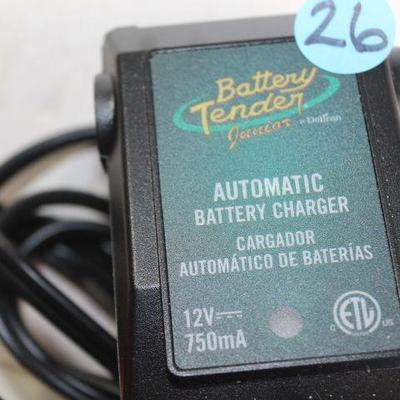 26
Battery
Tender
Junior by Deltran
AUTOMATIC
BATTERY CHARGER
CARGADOR
AUTOMÁTICO DE BATERÍAS
12V
750mA
C ETL US